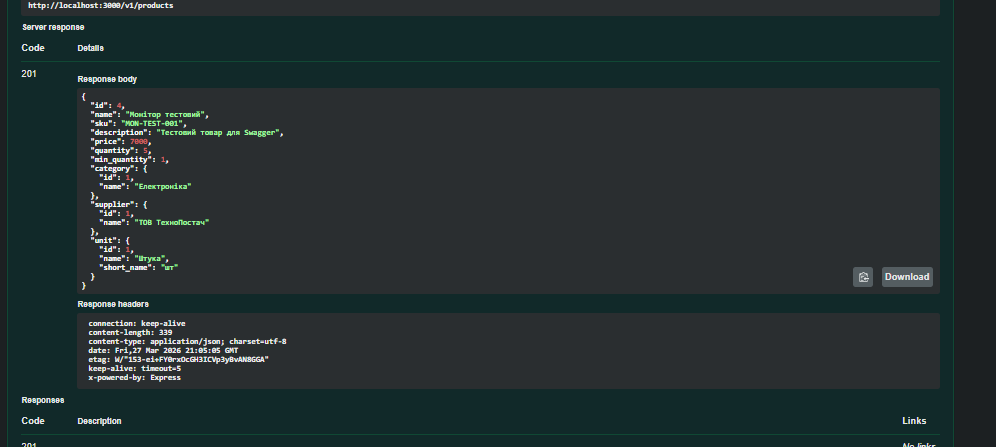 http://localhost:3000/v1/products
Server response
Code Details
201
Response body
{
"id": 4,
"name": "Монітор тестовий",
"sku": "MON-TEST-001",
"description": "Тестовий товар для Swagger",
"price": 7000,
"quantity": 5,
"min_quantity": 1,
"category": {
"id": 1,
"name": "Електроніка"
},
"supplier": {
"id": 1,
"name": "ТОВ ТехноПостач"
},
"unit": {
"id": 1,
"name": "Штука",
"short_name": "шт"
}
}
Download
Response headers
connection: keep-alive
content-length: 339
content-type: application/json; charset=utf-8
date: Fri,27 Mar 2026 21:05:05 GMT
etag: W/"153-ei+FY0rxOcGH3ICVp3yBvAN8GGA"
keep-alive: timeout=5
x-powered-by: Express
Responses
Code Description Links
201 No links